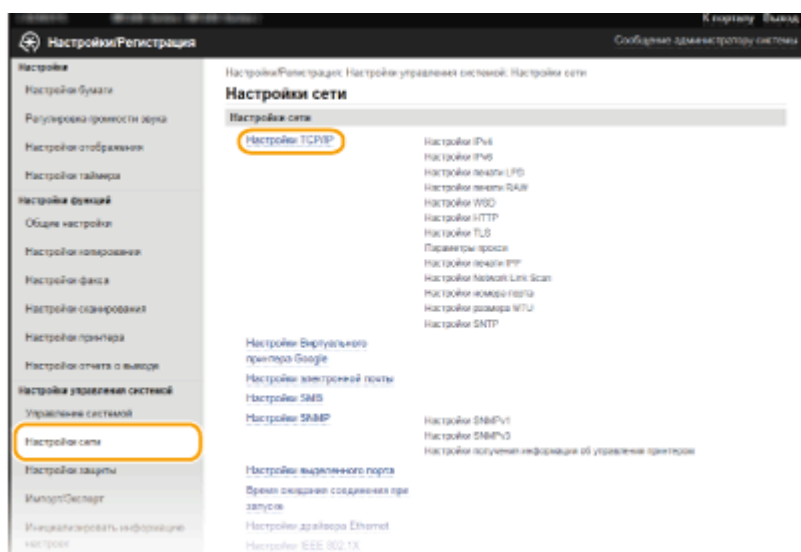 К порталу Выход
Настройки/Регистрация
Сообщение администратору системы
Настройки
Настройки бумаги
Регулировка громкости звука
Настройки отображения
Настройки таймера
Настройки функций
Общие настройки
Настройки копирования
Настройки факса
Настройки сканирования
Настройки принтера
Настройки отчета о выводе
Настройки управления системой
Управление системой
Настройки сети
Настройки защиты
Импорт/Экспорт
Инициализировать информацию
настроек
Настройки/Регистрация: Настройки управления системой: Настройки сети
Настройки сети
Настройки сети
Настройки TCP/IP
Настройки IPv4
Настройки IPv6
Настройки печати LPD
Настройки печати RAW
Настройки WSD
Настройки HTTP
Настройки TLS
Параметры прокси
Настройки печати IPP
Настройки Network Link Scan
Настройки номера порта
Настройки размера MTU
Настройки SNTP
Настройки Виртуального
принтера Google
Настройки электронной почты
Настройки SMB
Настройки SNMP
Настройки SNMPv1
Настройки SNMPv3
Настройки получения информации об управлении принтером
Настройки выделенного порта
Время ожидания соединения при
запуске
Настройки драйвера Ethernet
Настройки IEEE 802.1X